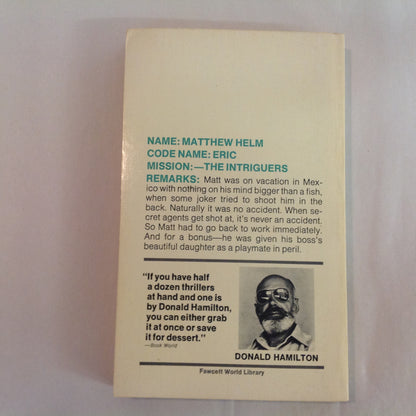 NAME: MATTHEW HELM
CODE NAME: ERIC
MISSION:—THE INTRIGUERS
REMARKS: Matt was on vacation in Mex-
ico with nothing on his mind bigger than a fish,
when some joker tried to shoot him in the
back. Naturally it was no accident. When se-
cret agents get shot at, it's never an accident.
So Matt had to go back to work immediately.
And for a bonus—he was given his boss's
beautiful daughter as a playmate in peril.
"If you have half
a dozen thrillers
at hand and one is
by Donald Hamilton,
you can either grab
it at once or save
it for dessert."
—Book World
DONALD HAMILTON
Fawcett World Library